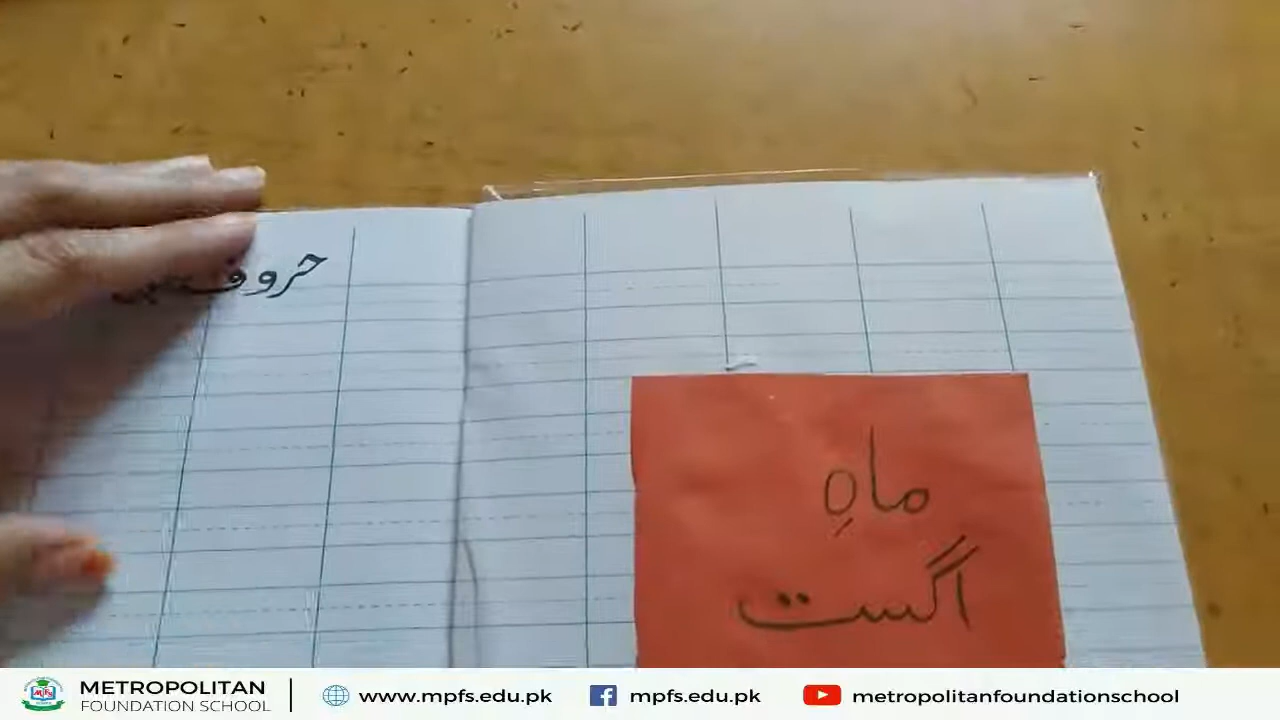 حروف
ماہِ
اگست
METROPOLITAN
FOUNDATION SCHOOL
www.mpfs.edu.pk
mpfs.edu.pk
metropolitanfoundationschool